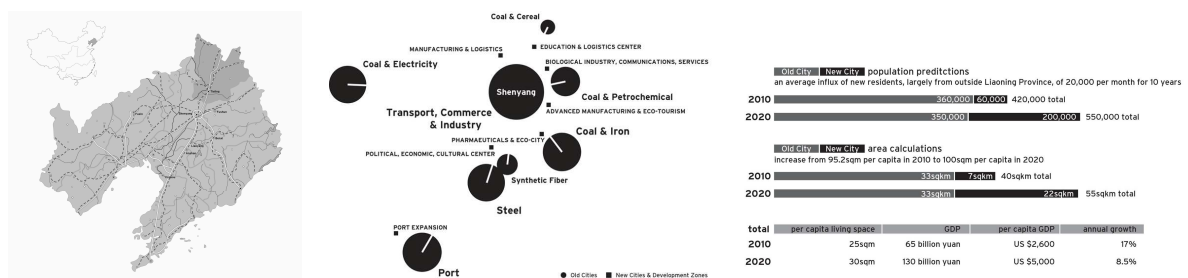 Coal & Cereal
MANUFACTURING & LOGISTICS
EDUCATION & LOGISTICS CENTER
BIOLOGICAL INDUSTRY, COMMUNICATIONS, SERVICES
Coal & Electricity
Shenyang
Coal & Petrochemical
Transport, Commerce
& Industry
ADVANCED MANUFACTURING & ECO-TOURISM
Coal & Iron
PHARMAEUTICALS & ECO-CITY
POLITICAL, ECONOMIC, CULTURAL CENTER
Synthetic Fiber
Steel
PORT EXPANSION
Port
Old Cities New Cities & Development Zones
Old City New City population preditctions
an average influx of new residents, largely from outside Liaoning Province, of 20,000 per month for 10 years
2010 360,000 60,000 420,000 total
2020 350,000 200,000 550,000 total
Old City New City area calculations
increase from 95.2sqm per capita in 2010 to 100sqm per capita in 2020
2010 33sqkm 7sqkm 40sqkm total
2020 33sqkm 22sqkm 55sqkm total
total per capita living space GDP per capita GDP annual growth
2010 25sqm 65 billion yuan US $2,600 17%
2020 30sqm 130 billion yuan US $5,000 8.5%